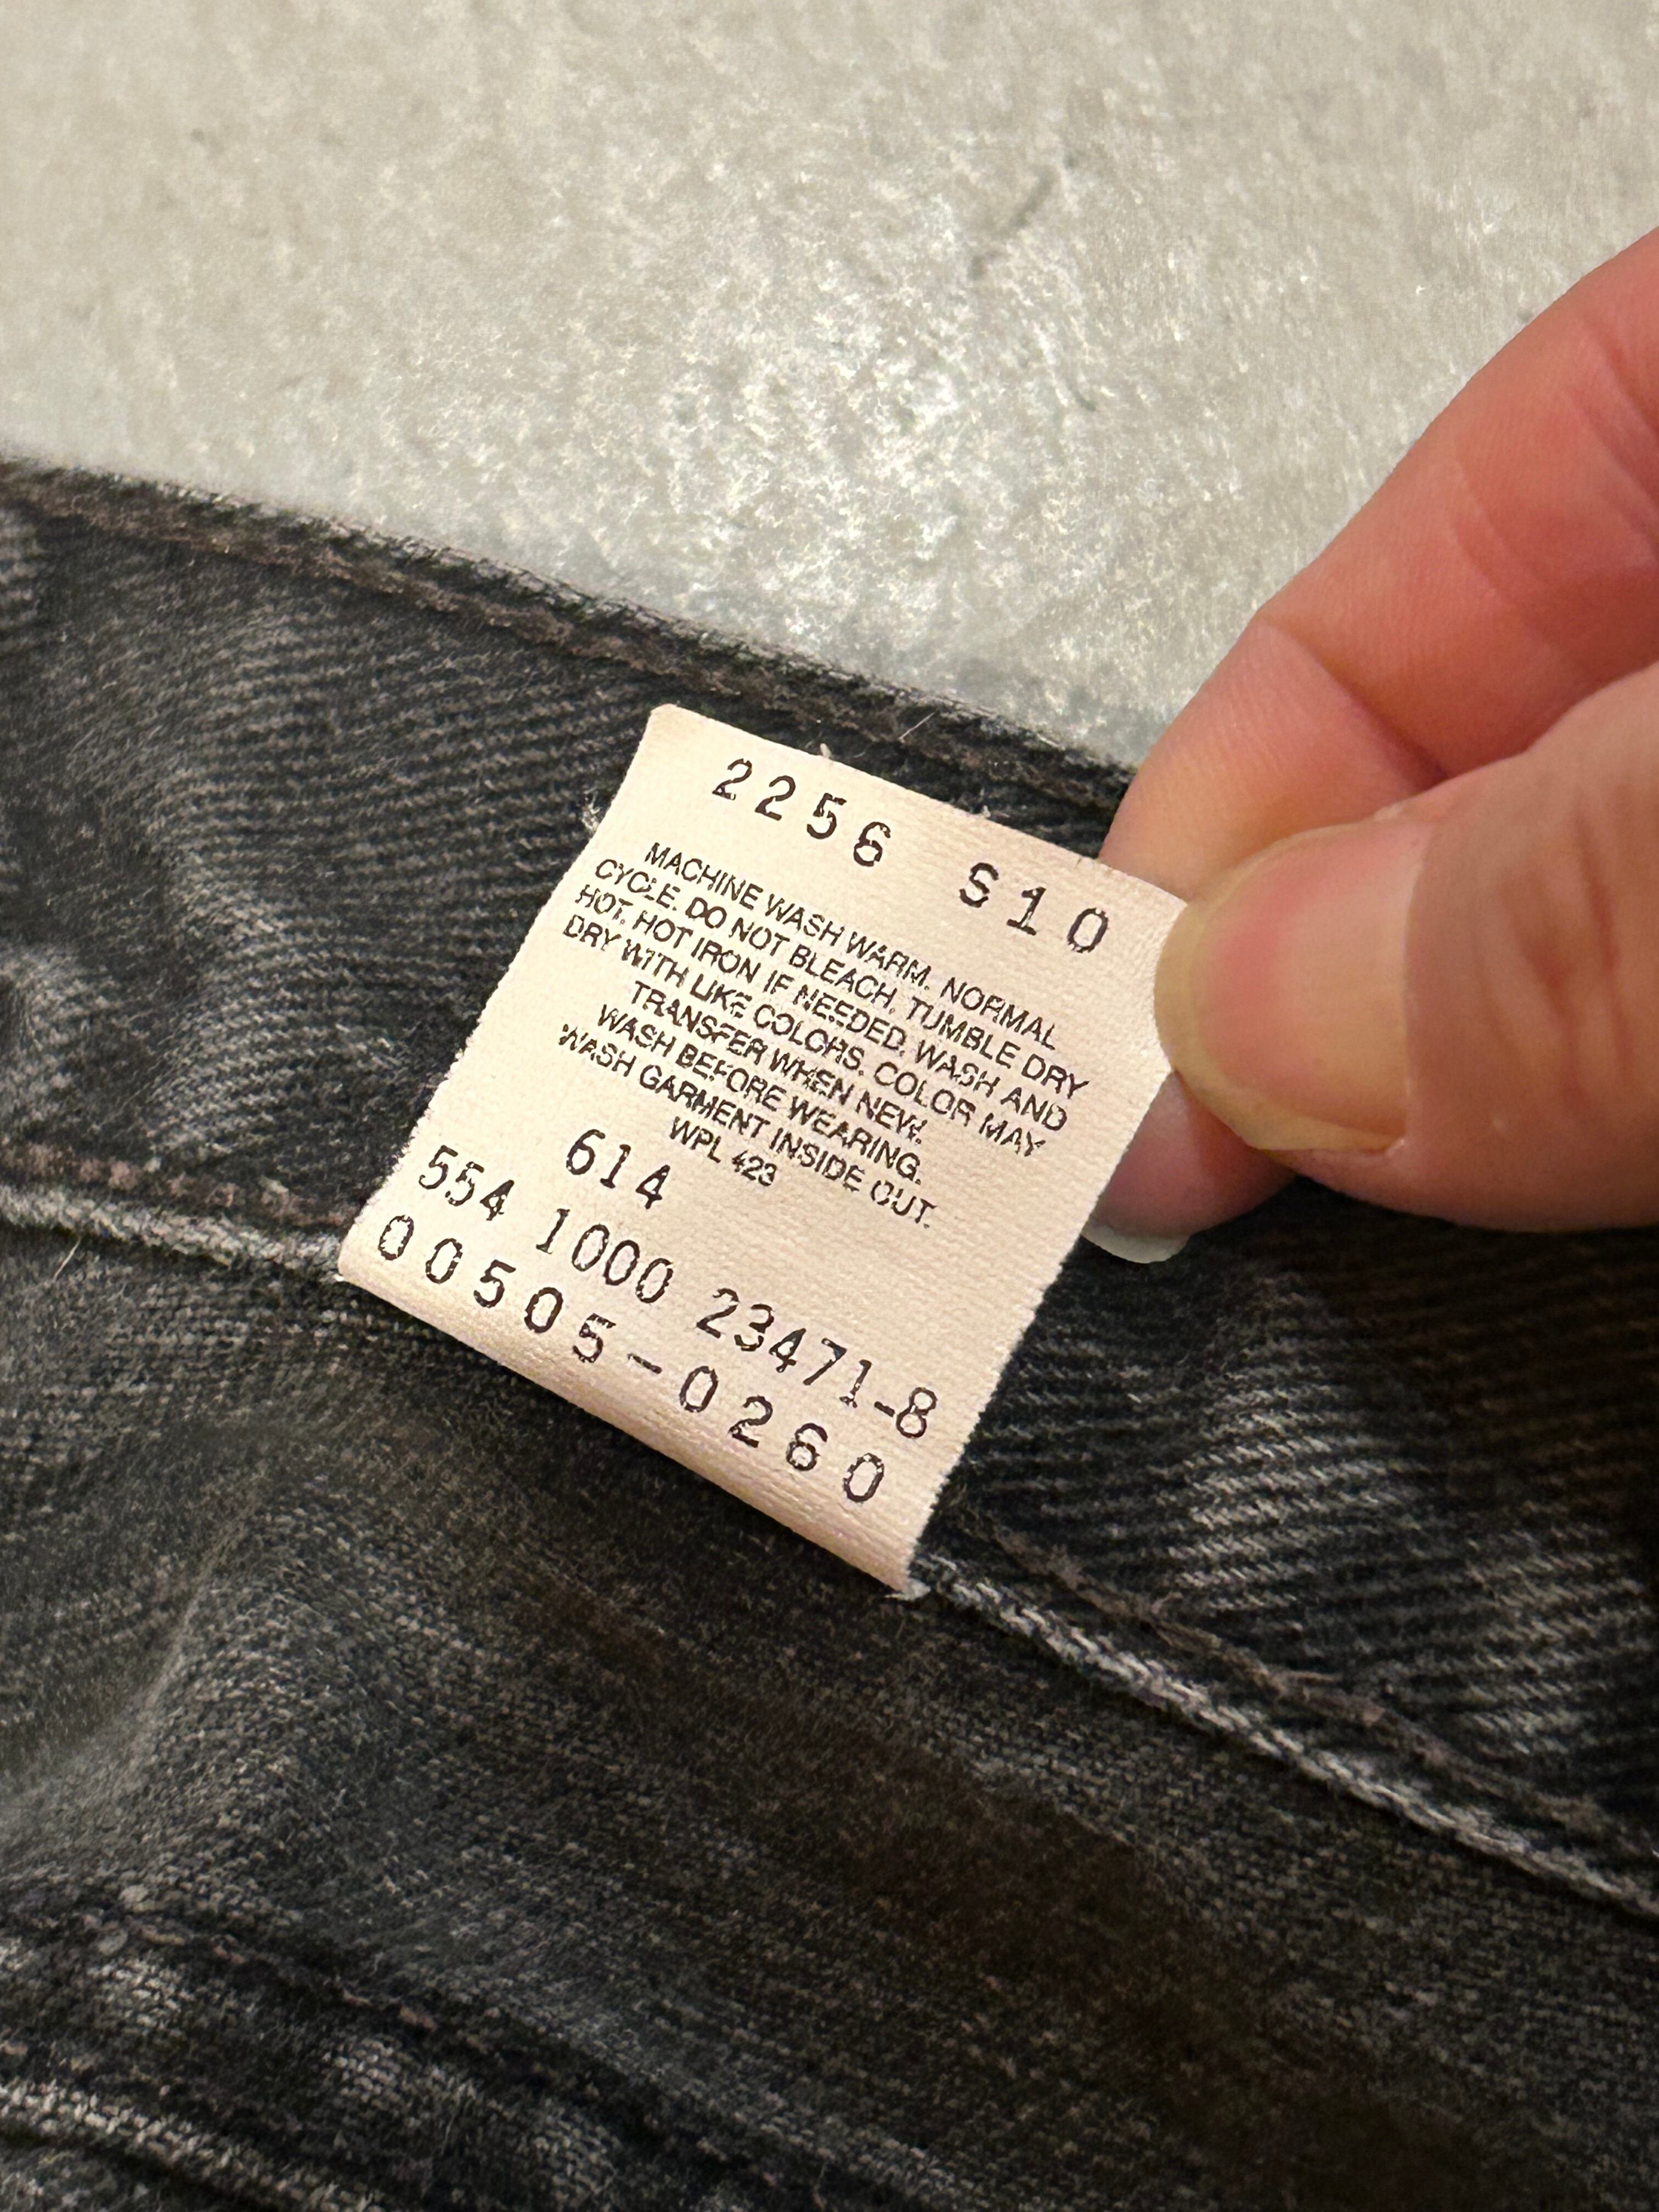 2256 S10
MACHINE WASH WARM. NORMAL
CYCLE. DO NOT BLEACH. TUMBLE DRY
HOT. HOT IRON IF NEEDED. WASH AND
DRY WITH LIKE COLORS. COLOR MAY
TRANSFER WHEN NEW.
WASH BEFORE WEARING.
WASH GARMENT INSIDE OUT.
WPL 423
614
554 1000 23471-8
00505-0260